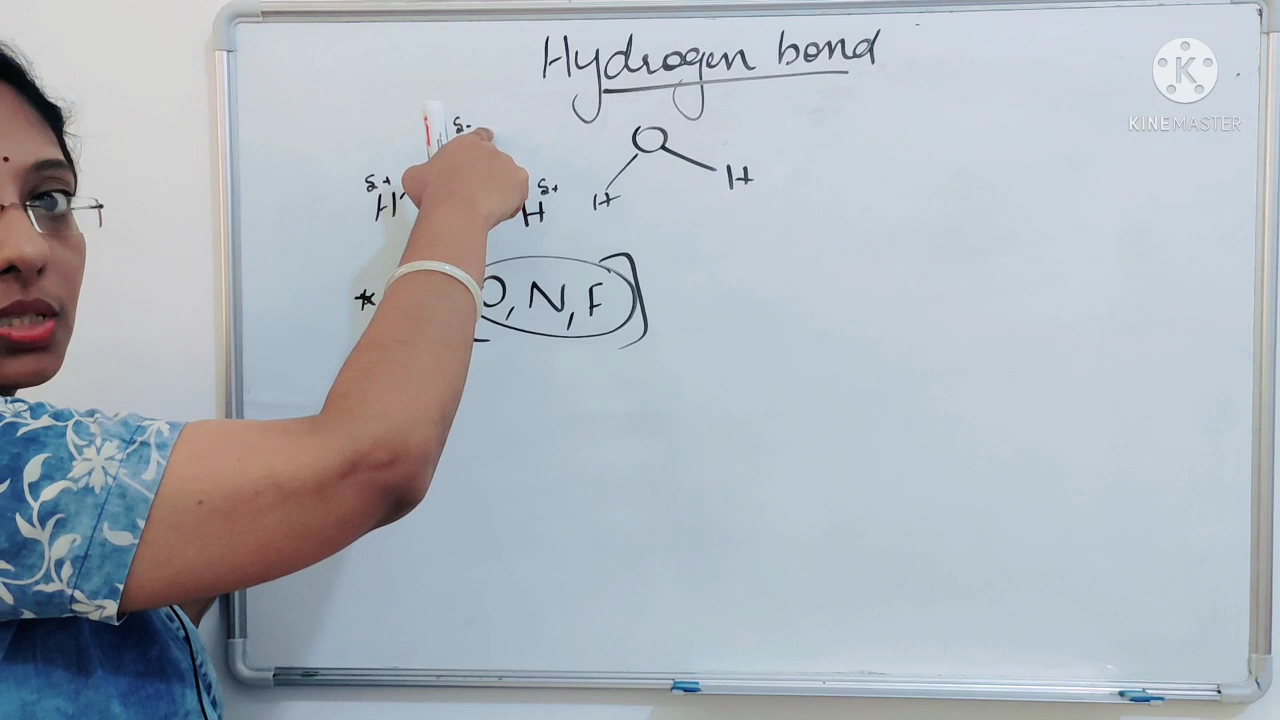 Hydrogen bond
δ-
O
δ+ δ+
H H H H
* O, N, F
K
KINEMASTER